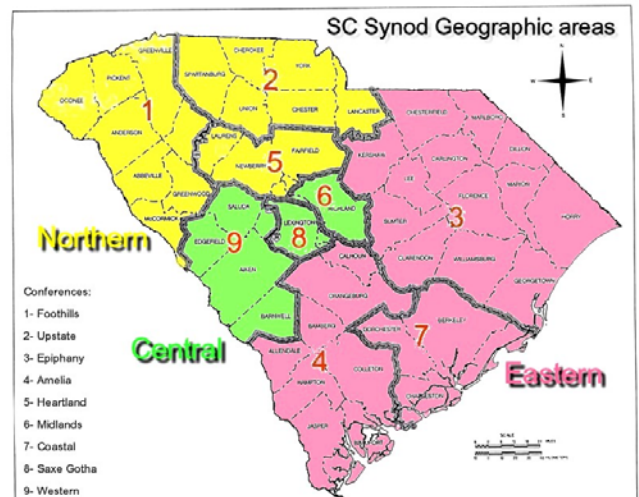 SC Synod Geographic areas
N
W
E
S
GREENVILLE
CHEROKEE
YORK
SPARTANBURG
PICKENT
OCONEE
1
2
UNION
CHESTER
LANCASTER
ANDERSON
LAURENS
FAIRFIELD
5
NEWBERRY
KERSHAW
CHESTERFIELD
MARLBORO
DILLON
DARLINGTON
LEE
MARION
FLORENCE
ABBEVILLE
GREENWOOD
McCORMICK
SALUDA
6
RICHLAND
LEXINGTON
8
SUMTER
3
HORRY
Northern
EDGEFIELD
9
AIKEN
CALHOUN
CLARENDON
WILLIAMSBURG
GEORGETOWN
ORANGEBURG
BARNWELL
BAMBERG
BERKELEY
DORCHESTER
7
Central
ALLENDALE
4
COLLETON
HAMPTON
CHARLESTON
Eastern
JASPER
BEAUFORT
SCALE
Conferences:
1- Foothills
2- Upstate
3- Epiphany
4- Amelia
5- Heartland
6- Midlands
7- Coastal
8- Saxe Gotha
9- Western